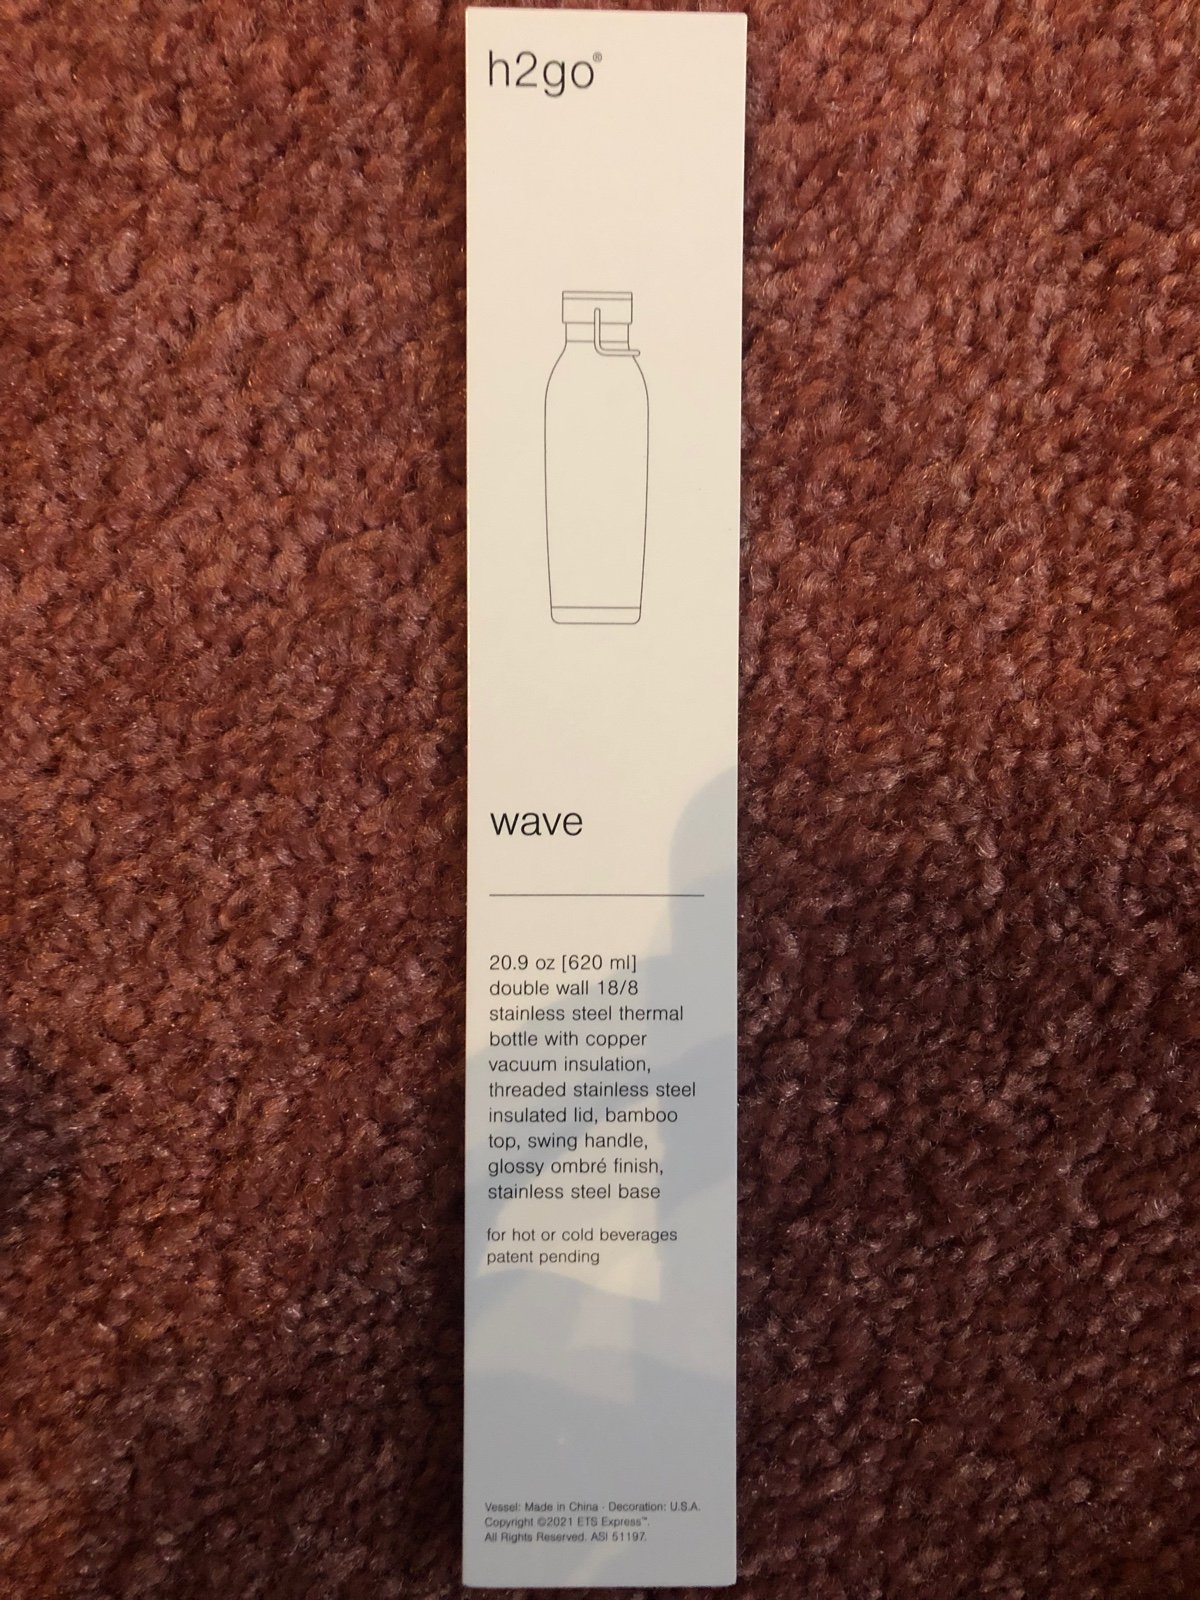 h2go®
wave
20.9 oz [620 ml]
double wall 18/8
stainless steel thermal
bottle with copper
vacuum insulation,
threaded stainless steel
insulated lid, bamboo
top, swing handle,
glossy ombré finish,
stainless steel base
for hot or cold beverages
patent pending
Vessel: Made in China · Decoration: U.S.A.
Copyright ©2021 ETS Express™.
All Rights Reserved. ASI 51197.